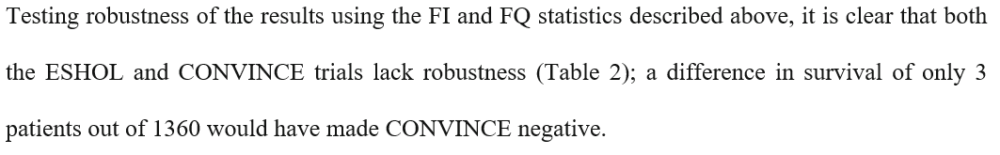 Testing robustness of the results using the FI and FQ statistics described above, it is clear that both
the ESHOL and CONVINCE trials lack robustness (Table 2); a difference in survival of only 3
patients out of 1360 would have made CONVINCE negative.